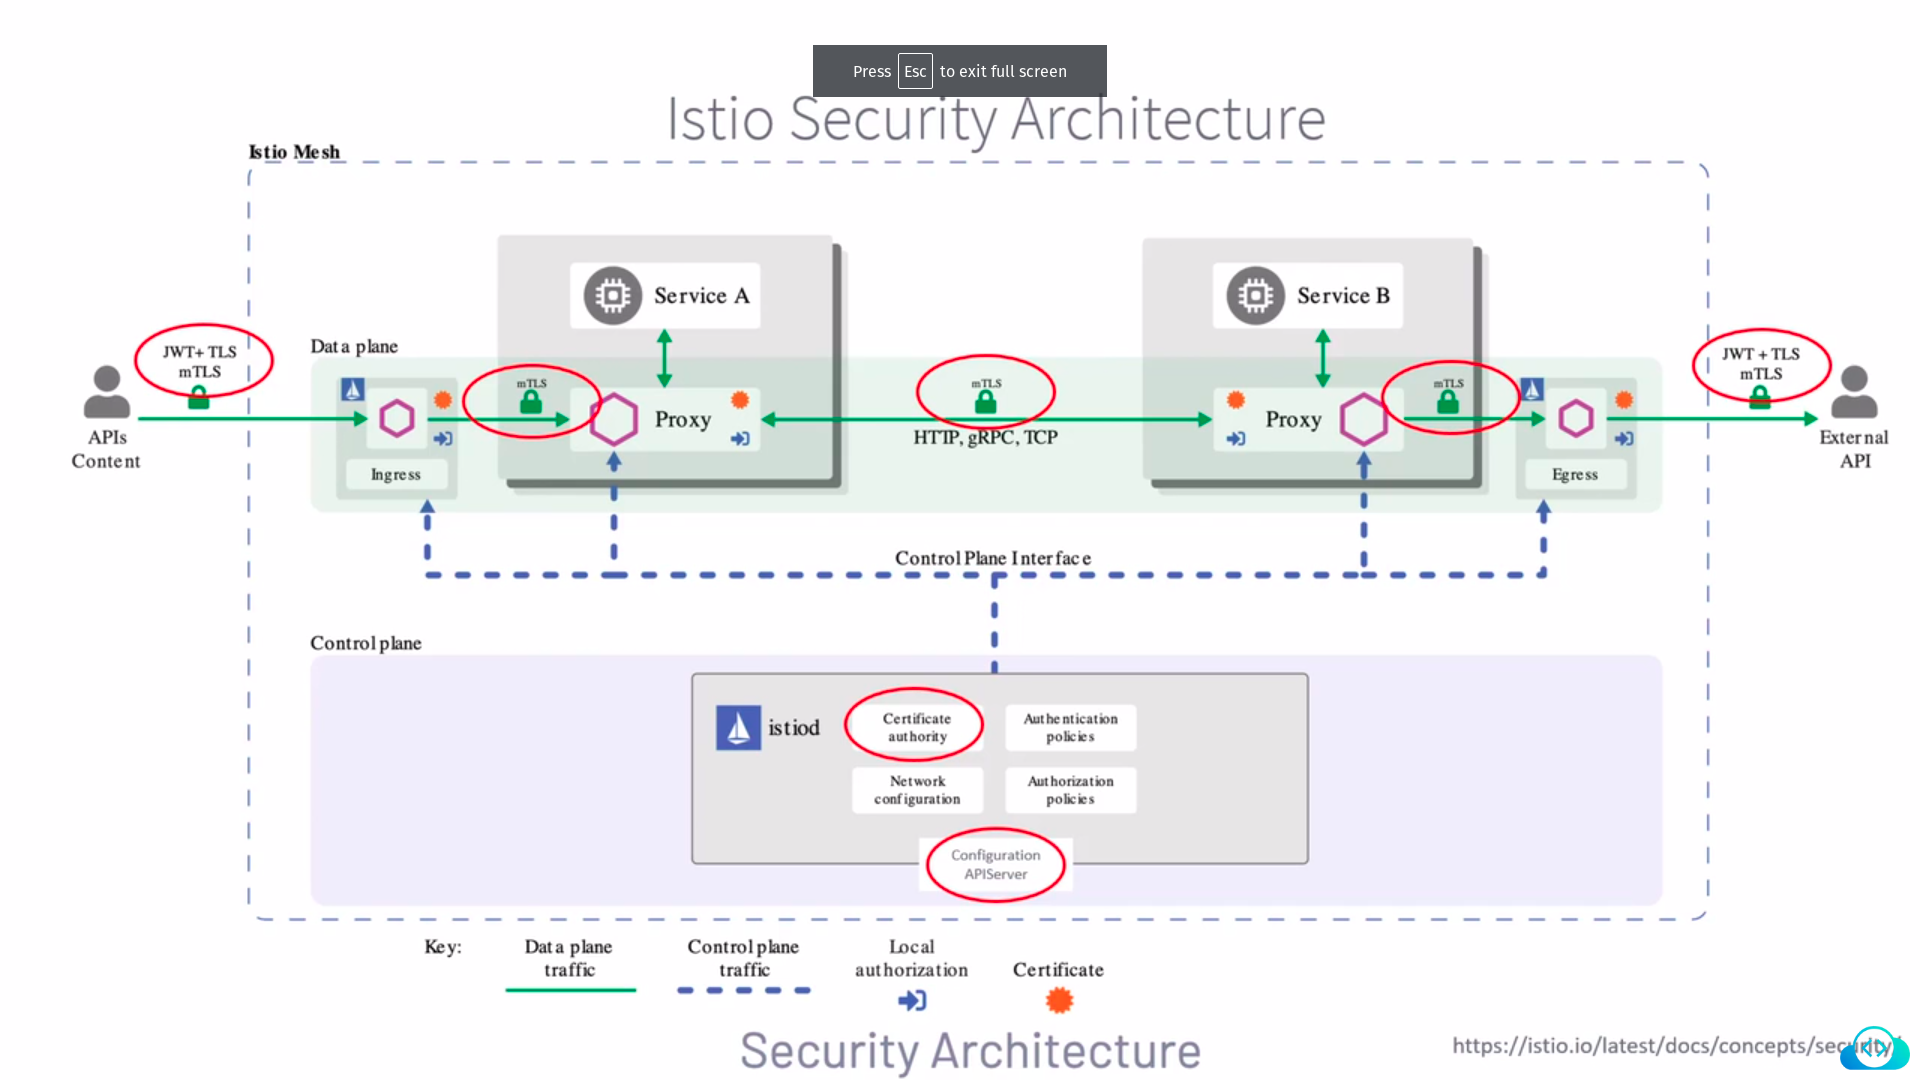 Press Esc to exit full screen
Istio Security Architecture
Istio Mesh
Service A
Service B
JWT+ TLS
mTLS
Data plane
JWT + TLS
mTLS
mTLS
mTLS
mTLS
Proxy
Proxy
APIs
Content
HTTP, gRPC, TCP
External
API
Ingress
Egress
Control Plane Interface
Control plane
istiod
Certificate
authority
Authentication
policies
Network
configuration
Authorization
policies
Configuration
APIServer
Key:
Data plane
traffic
Control plane
traffic
Local
authorization
Certificate
Security Architecture
https://istio.io/latest/docs/concepts/security/